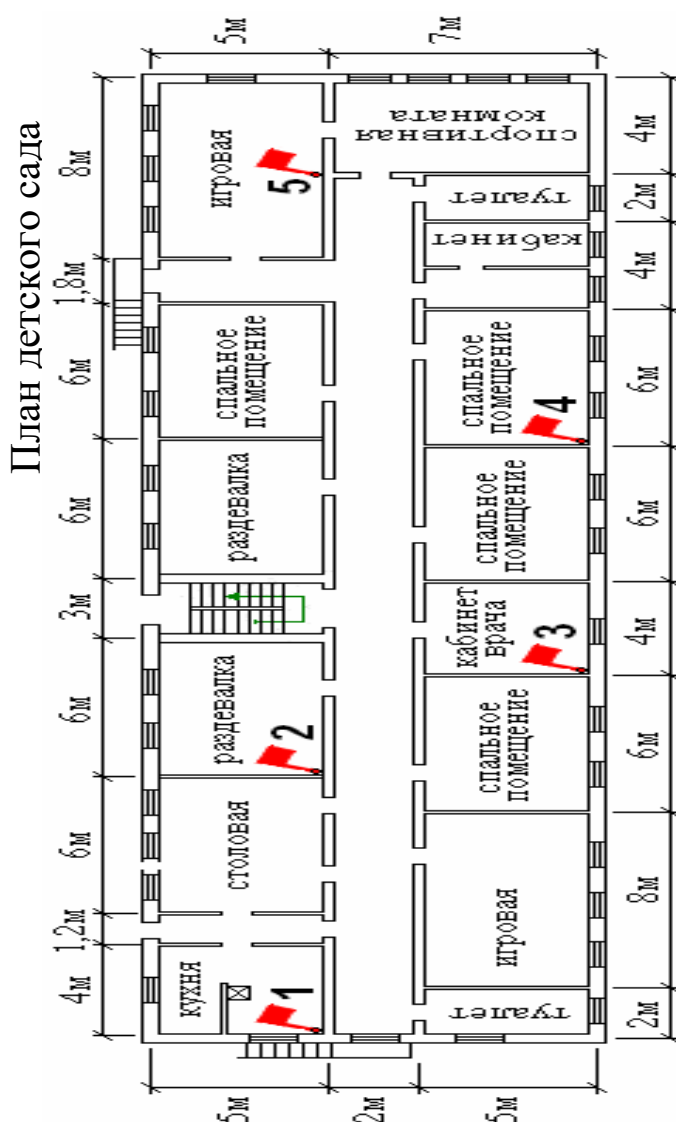 План детского сада
4м
1,2м
6м
6м
3м
6м
6м
1,8м
8м
5м
2м
5м
5м
7м
кухня
столовая
раздевалка
раздевалка
спальное
помещение
игровая
1
2
5
туалет
игровая
спальное
помещение
кабинет
врача
спальное
помещение
спальное
помещение
кабинет
туалет
спортивная
комната
3
4
2м
8м
6м
4м
6м
6м
4м
2м
4м